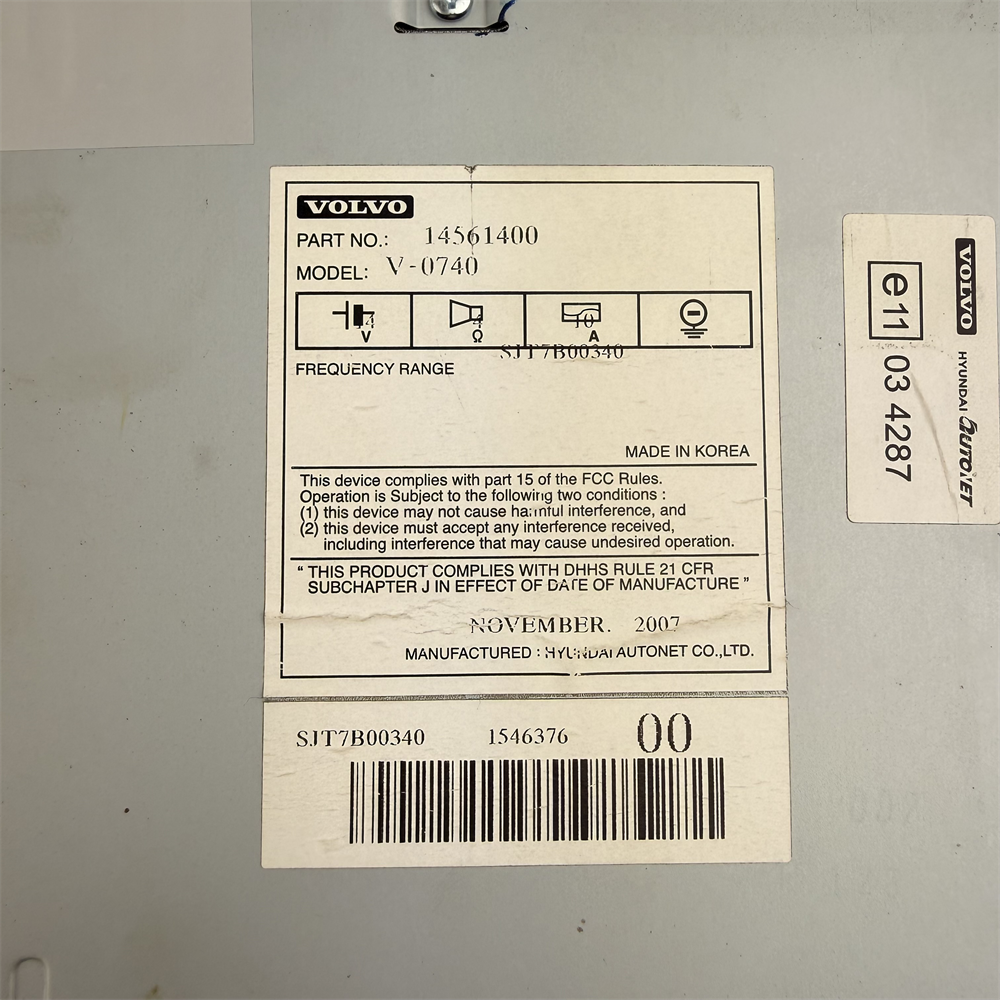 VOLVO
PART NO.: 14561400
MODEL: V-0740
14 V
4 Ω
10 A
SJT7B00340
FREQUENCY RANGE
MADE IN KOREA
This device complies with part 15 of the FCC Rules.
Operation is Subject to the following two conditions :
(1) this device may not cause harmful interference, and
(2) this device must accept any interference received,
including interference that may cause undesired operation.
“ THIS PRODUCT COMPLIES WITH DHHS RULE 21 CFR
SUBCHAPTER J IN EFFECT OF DATE OF MANUFACTURE ”
NOVEMBER. 2007
MANUFACTURED : HYUNDAI AUTONET CO.,LTD.
SJT7B00340 1546376 00
VOLVO
HYUNDAI AUTONET
e11 03 4287